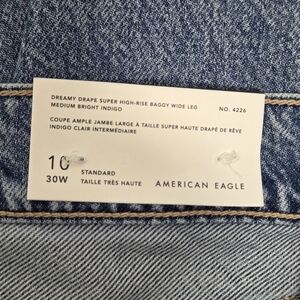 DREAMY DRAPE SUPER HIGH-RISE BAGGY WIDE LEG NO. 4226
MEDIUM BRIGHT INDIGO
COUPE AMPLE JAMBE LARGE À TAILLE SUPER HAUTE DRAPÉ DE RÊVE
INDIGO CLAIR INTERMÉDIAIRE
10 STANDARD
30W TAILLE TRÈS HAUTE AMERICAN EAGLE